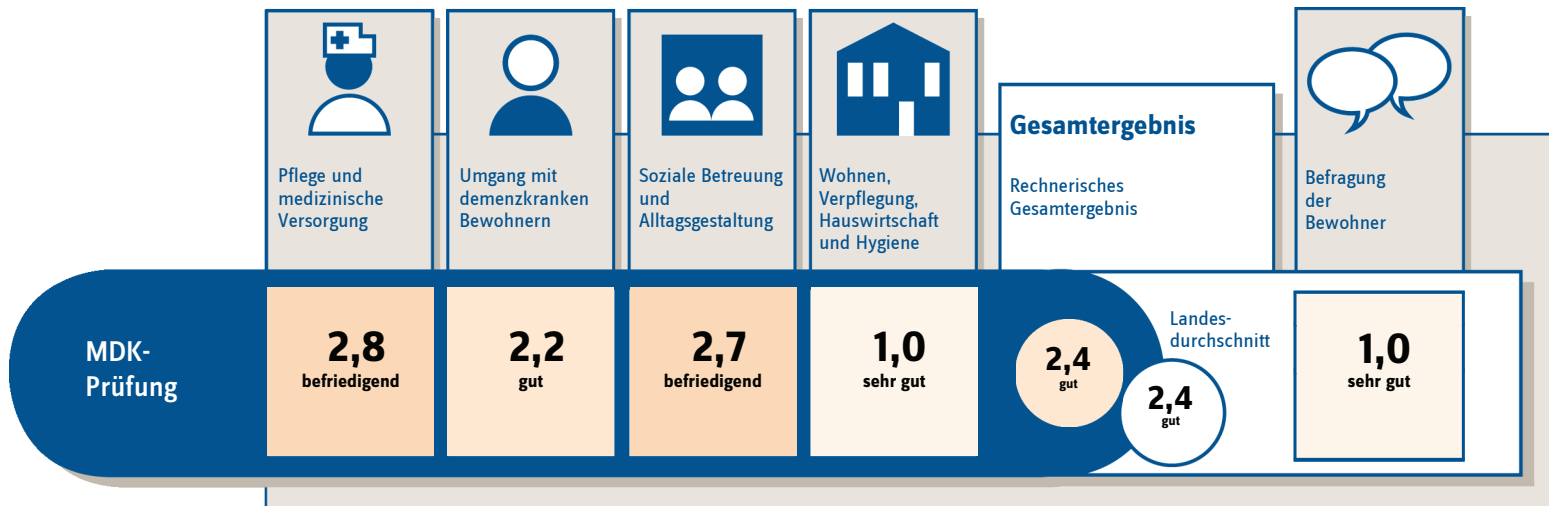 Pflege und
medizinische
Versorgung
Umgang mit
demenzkranken
Bewohnern
Soziale Betreuung
und
Alltagsgestaltung
Wohnen,
Verpflegung,
Hauswirtschaft
und Hygiene
Gesamtergebnis
Rechnerisches
Gesamtergebnis
Befragung
der
Bewohner
MDK-
Prüfung
2,8
befriedigend
2,2
gut
2,7
befriedigend
1,0
sehr gut
2,4
gut
Landes-
durchschnitt
2,4
gut
1,0
sehr gut